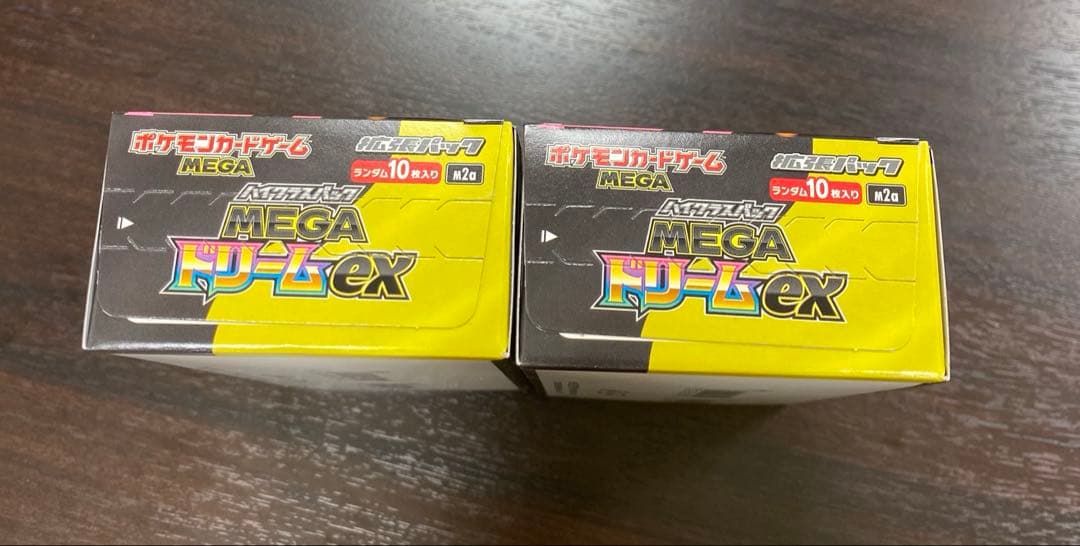 ポケモンカードゲーム
MEGA
拡張パック
ランダム10枚入り
M2a
ハイクラスパック
MEGA
ドリームex
ポケモンカードゲーム
MEGA
拡張パック
ランダム10枚入り
M2a
ハイクラスパック
MEGA
ドリームex